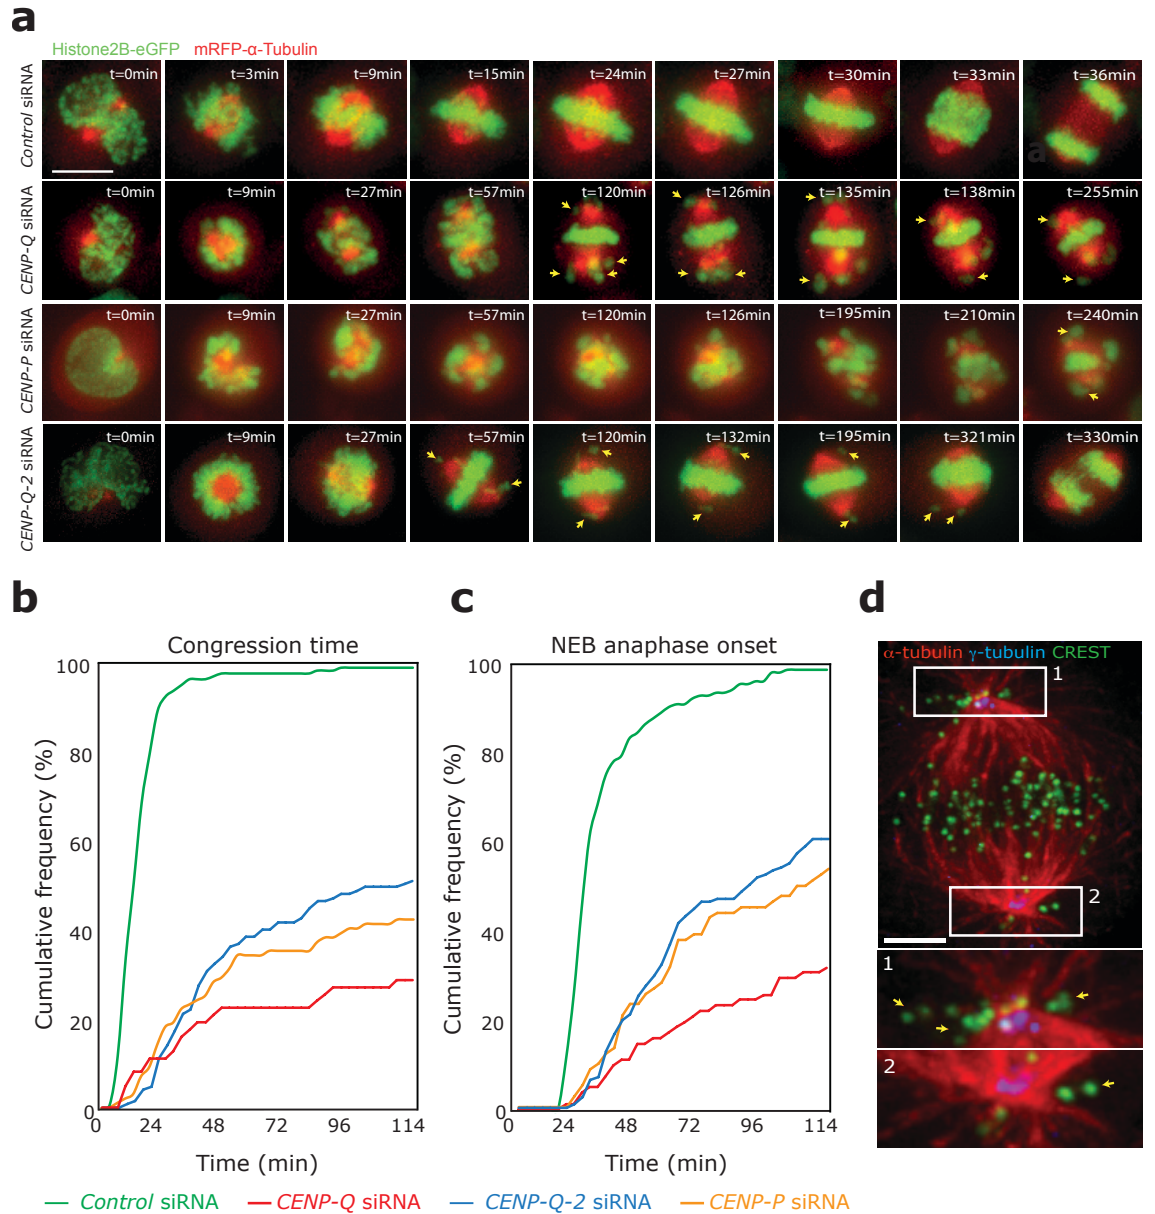 a
Histone2B-eGFP mRFP-α-Tubulin
Control siRNA
t=0min t=3min t=9min t=15min t=24min t=27min t=30min t=33min t=36min
a
CENP-Q siRNA
t=0min t=9min t=27min t=57min t=120min t=126min t=135min t=138min t=255min
CENP-P siRNA
t=0min t=9min t=27min t=57min t=120min t=126min t=195min t=210min t=240min
CENP-Q-2 siRNA
t=0min t=9min t=27min t=57min t=120min t=132min t=195min t=321min t=330min
b
Congression time
Cumulative frequency (%)
100
80
60
40
20
0
0 24 48 72 96 114
Time (min)
c
NEB anaphase onset
Cumulative frequency (%)
100
80
60
40
20
0
0 24 48 72 96 114
Time (min)
d
α-tubulin γ-tubulin CREST
1
2
1
2
Control siRNA CENP-Q siRNA CENP-Q-2 siRNA CENP-P siRNA